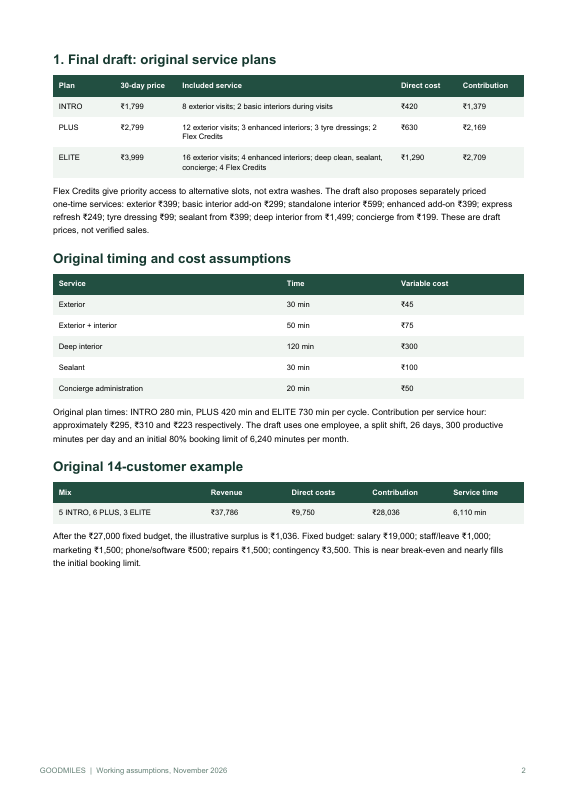 1. Final draft: original service plans
Plan 30-day price Included service Direct cost Contribution
INTRO ₹1,799 8 exterior visits; 2 basic interiors during visits ₹420 ₹1,379
PLUS ₹2,799 12 exterior visits; 3 enhanced interiors; 3 tyre dressings; 2 ₹630 ₹2,169
Flex Credits
ELITE ₹3,999 16 exterior visits; 4 enhanced interiors; deep clean, sealant, ₹1,290 ₹2,709
concierge; 4 Flex Credits
Flex Credits give priority access to alternative slots, not extra washes. The draft also proposes separately priced
one-time services: exterior ₹399; basic interior add-on ₹299; standalone interior ₹599; enhanced add-on ₹399; express
refresh ₹249; tyre dressing ₹99; sealant from ₹399; deep interior from ₹1,499; concierge from ₹199. These are draft
prices, not verified sales.
Original timing and cost assumptions
Service Time Variable cost
Exterior 30 min ₹45
Exterior + interior 50 min ₹75
Deep interior 120 min ₹300
Sealant 30 min ₹100
Concierge administration 20 min ₹50
Original plan times: INTRO 280 min, PLUS 420 min and ELITE 730 min per cycle. Contribution per service hour:
approximately ₹295, ₹310 and ₹223 respectively. The draft uses one employee, a split shift, 26 days, 300 productive
minutes per day and an initial 80% booking limit of 6,240 minutes per month.
Original 14-customer example
Mix Revenue Direct costs Contribution Service time
5 INTRO, 6 PLUS, 3 ELITE ₹37,786 ₹9,750 ₹28,036 6,110 min
After the ₹27,000 fixed budget, the illustrative surplus is ₹1,036. Fixed budget: salary ₹19,000; staff/leave ₹1,000;
marketing ₹1,500; phone/software ₹500; repairs ₹1,500; contingency ₹3,500. This is near break-even and nearly fills
the initial booking limit.
GOODMILES | Working assumptions, November 2026 2